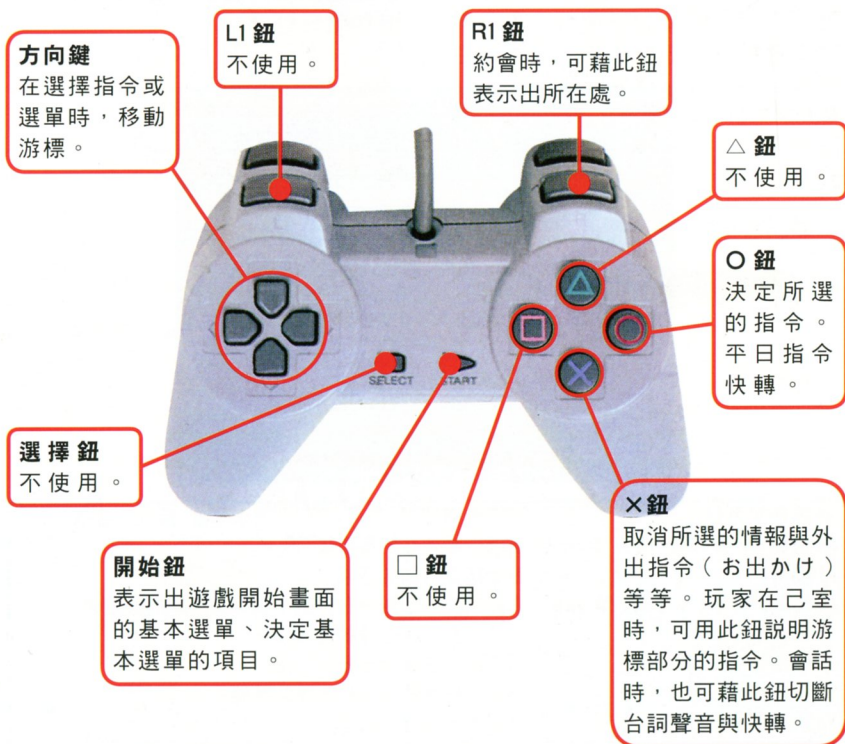 方向鍵
在選擇指令或
選單時，移動
游標。
L1 鈕
不使用。
R1 鈕
約會時，可藉此鈕
表示出所在處。
△ 鈕
不使用。
○ 鈕
決定所選
的指令。
平日指令
快轉。
L
R
SELECT
START
選擇鈕
不使用。
開始鈕
表示出遊戲開始畫面
的基本選單、決定基
本選單的項目。
□ 鈕
不使用。
×鈕
取消所選的情報與外
出指令（お出かけ）
等等。玩家在己室
時，可用此鈕說明游
標部分的指令。會話
時，也可藉此鈕切斷
台詞聲音與快轉。